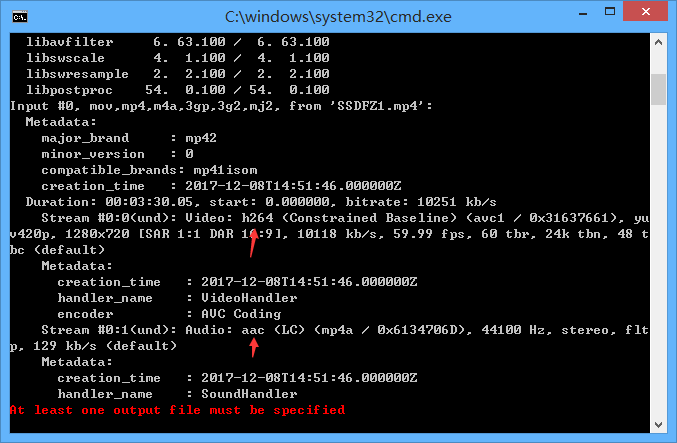 C:\windows\system32\cmd.exe
libavfilter 6. 63.100 / 6. 63.100
libswscale 4. 1.100 / 4. 1.100
libswresample 2. 2.100 / 2. 2.100
libpostproc 54. 0.100 / 54. 0.100
Input #0, mov,mp4,m4a,3gp,3g2,mj2, from 'SSDFZ1.mp4':
Metadata:
major_brand : mp42
minor_version : 0
compatible_brands: mp41isom
creation_time : 2017-12-08T14:51:46.000000Z
Duration: 00:03:30.05, start: 0.000000, bitrate: 10251 kb/s
Stream #0:0(und): Video: h264 (Constrained Baseline) (avc1 / 0x31637661), yu
v420p, 1280x720 [SAR 1:1 DAR 16:9], 10118 kb/s, 59.99 fps, 60 tbr, 24k tbn, 48 t
bc (default)
Metadata:
creation_time : 2017-12-08T14:51:46.000000Z
handler_name : VideoHandler
encoder : AVC Coding
Stream #0:1(und): Audio: aac (LC) (mp4a / 0x6134706D), 44100 Hz, stereo, flt
p, 129 kb/s (default)
Metadata:
creation_time : 2017-12-08T14:51:46.000000Z
handler_name : SoundHandler
At least one output file must be specified